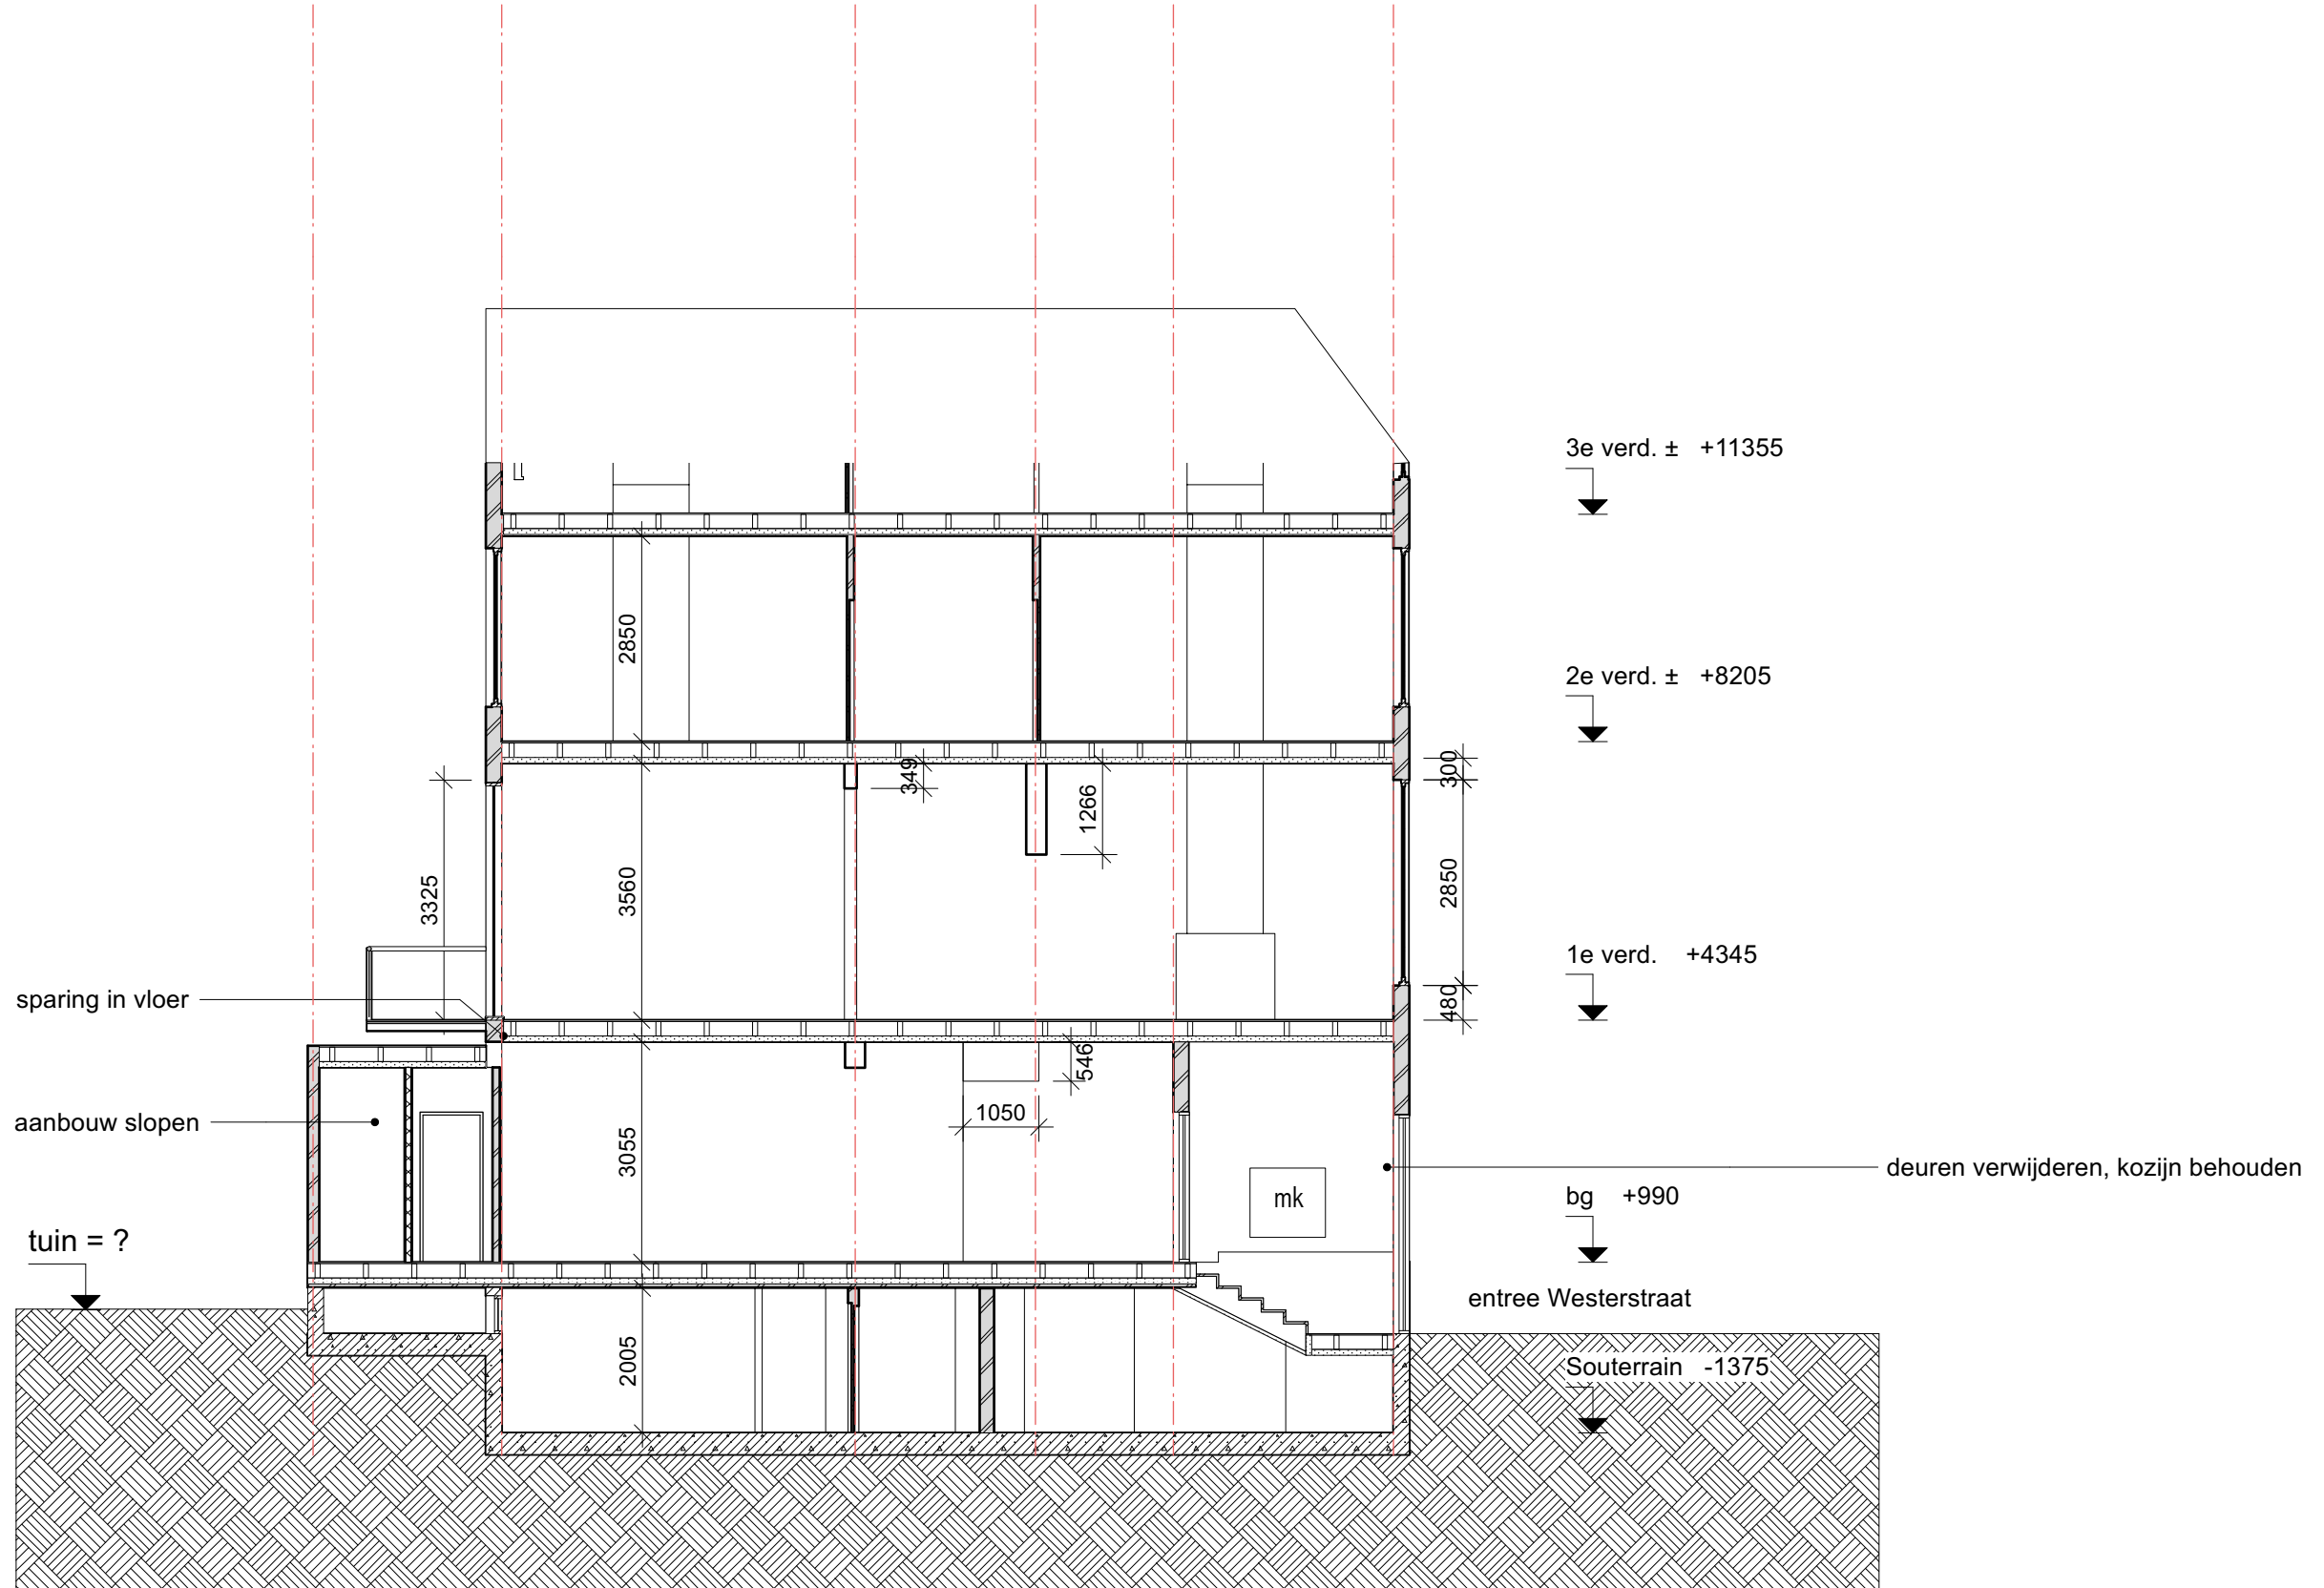 3e verd. ± +11355
2850
2e verd. ± +8205
349
300
1266
3325
3560
2850
1e verd. +4345
sparing in vloer
480
546
1050
aanbouw slopen
3055
deuren verwijderen, kozijn behouden
mk
bg +990
tuin = ?
entree Westerstraat
2005
Souterrain -1375